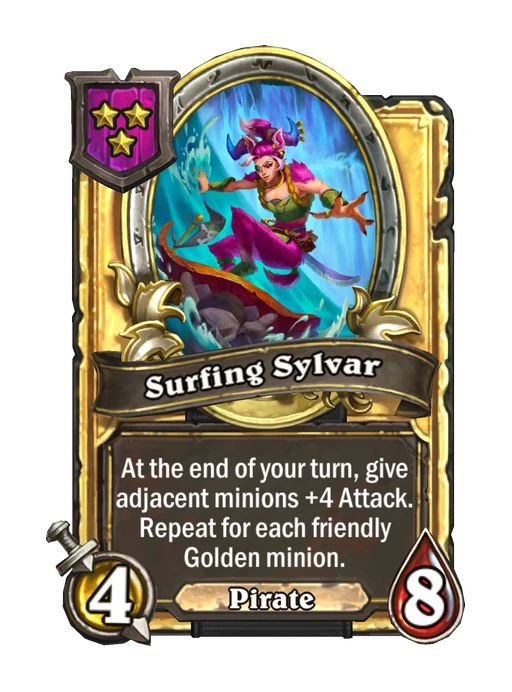 Surfing Sylvar
At the end of your turn, give
adjacent minions +4 Attack.
Repeat for each friendly
Golden minion.
4
Pirate
8